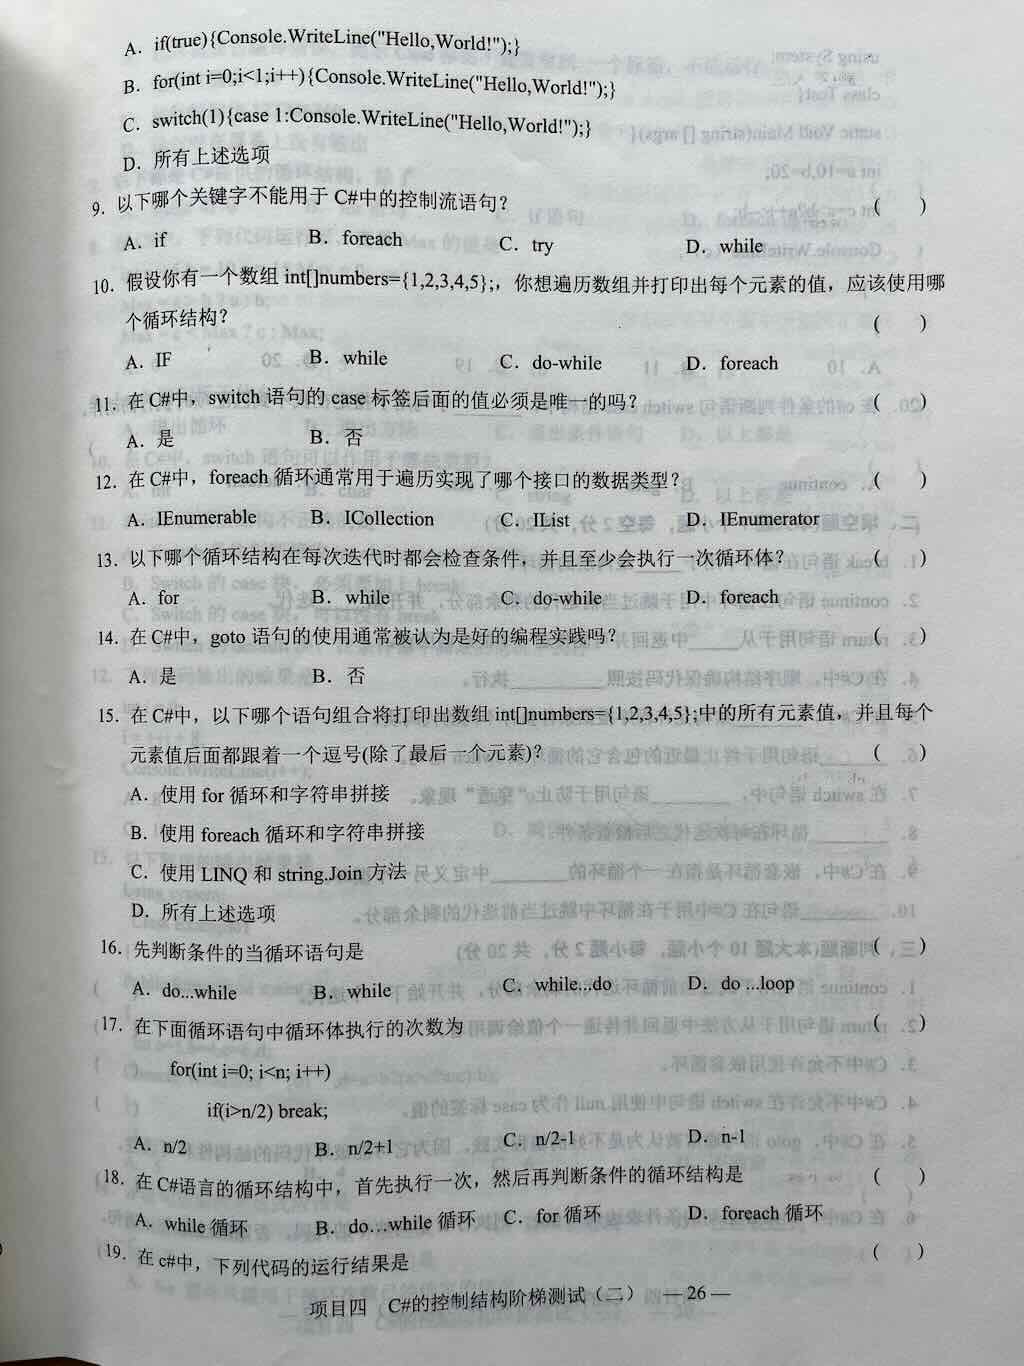 A. if(true){Console.WriteLine("Hello,World!");}
B. for(int i=0;i<1;i++){Console.WriteLine("Hello,World!");}
C. switch(1){case 1:Console.WriteLine("Hello,World!");}
D. 所有上述选项
9. 以下哪个关键字不能用于 C#中的控制流语句? ( )
A. if B. foreach C. try D. while
10. 假设你有一个数组 int[]numbers={1,2,3,4,5};，你想遍历数组并打印出每个元素的值，应该使用哪
个循环结构? ( )
A. IF B. while C. do-while D. foreach
11. 在 C#中，switch 语句的 case 标签后面的值必须是唯一的吗? ( )
A. 是 B. 否
12. 在 C#中，foreach 循环通常用于遍历实现了哪个接口的数据类型? ( )
A. IEnumerable B. ICollection C. IList D. IEnumerator
13. 以下哪个循环结构在每次迭代时都会检查条件，并且至少会执行一次循环体? ( )
A. for B. while C. do-while D. foreach
14. 在 C#中，goto 语句的使用通常被认为是好的编程实践吗? ( )
A. 是 B. 否
15. 在 C#中，以下哪个语句组合将打印出数组 int[]numbers={1,2,3,4,5};中的所有元素值，并且每个
元素值后面都跟着一个逗号(除了最后一个元素)? ( )
A. 使用 for 循环和字符串拼接
B. 使用 foreach 循环和字符串拼接
C. 使用 LINQ 和 string.Join 方法
D. 所有上述选项
16. 先判断条件的当循环语句是 ( )
A. do...while B. while C. while...do D. do ...loop
17. 在下面循环语句中循环体执行的次数为 ( )
for(int i=0; i<n; i++)
if(i>n/2) break;
A. n/2 B. n/2+1 C. n/2-1 D. n-1
18. 在 C#语言的循环结构中，首先执行一次，然后再判断条件的循环结构是 ( )
A. while 循环 B. do…while 循环 C. for 循环 D. foreach 循环
19. 在 c#中，下列代码的运行结果是 ( )
项目四 C#的控制结构阶梯测试（二） — 26 —